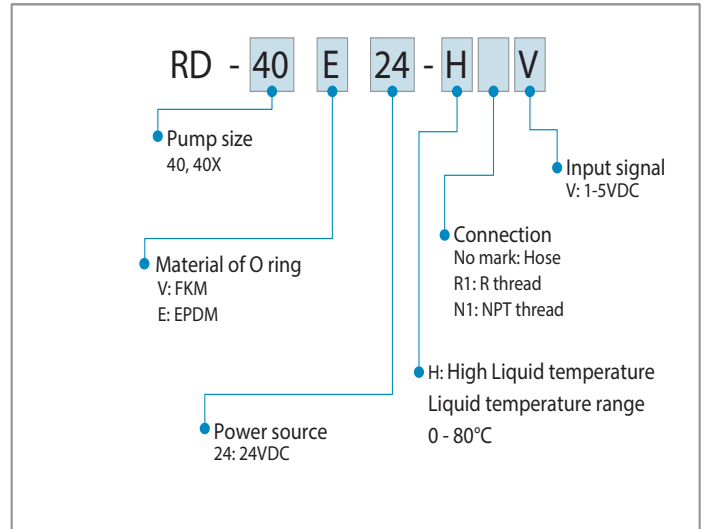 RD - 40 E 24 - H V
Pump size
40, 40X
Input signal
V: 1-5VDC
Connection
No mark: Hose
R1: R thread
N1: NPT thread
Material of O ring
V: FKM
E: EPDM
H: High Liquid temperature
Liquid temperature range
0 - 80°C
Power source
24: 24VDC